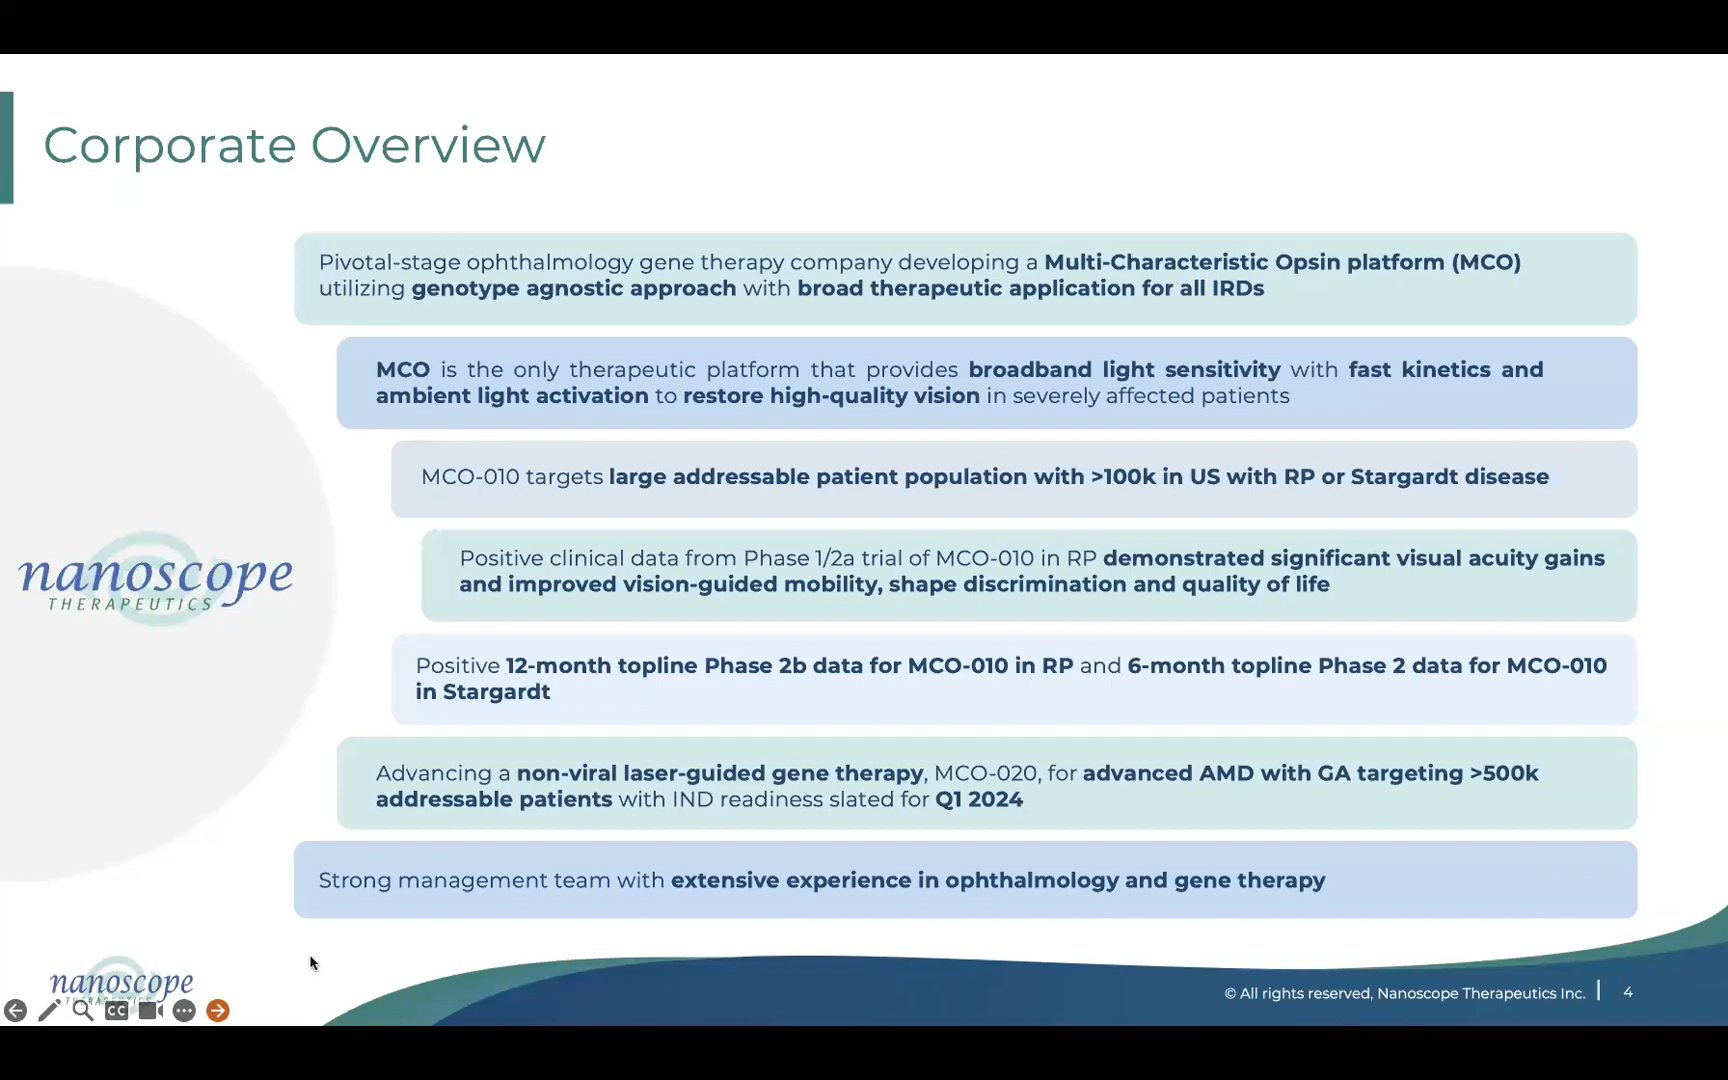 Corporate Overview
Pivotal-stage ophthalmology gene therapy company developing a Multi-Characteristic Opsin platform (MCO)
utilizing genotype agnostic approach with broad therapeutic application for all IRDs
MCO is the only therapeutic platform that provides broadband light sensitivity with fast kinetics and
ambient light activation to restore high-quality vision in severely affected patients
MCO-010 targets large addressable patient population with >100k in US with RP or Stargardt disease
Positive clinical data from Phase 1/2a trial of MCO-010 in RP demonstrated significant visual acuity gains
and improved vision-guided mobility, shape discrimination and quality of life
nanoscope
THERAPEUTICS
Positive 12-month topline Phase 2b data for MCO-010 in RP and 6-month topline Phase 2 data for MCO-010
in Stargardt
Advancing a non-viral laser-guided gene therapy, MCO-020, for advanced AMD with GA targeting >500k
addressable patients with IND readiness slated for Q1 2024
Strong management team with extensive experience in ophthalmology and gene therapy
nanoscope
THERAPEUTICS
CC
© All rights reserved, Nanoscope Therapeutics Inc. | 4